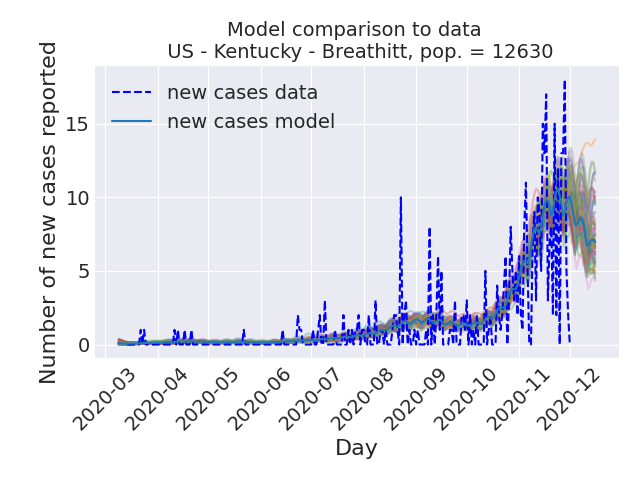 Model comparison to data
US - Kentucky - Breathitt, pop. = 12630
new cases data
new cases model
Number of new cases reported
15
10
5
0
2020-03
2020-04
2020-05
2020-06
2020-07
2020-08
2020-09
2020-10
2020-11
2020-12
Day